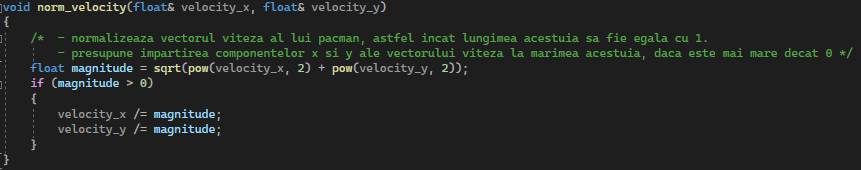 void norm_velocity(float& velocity_x, float& velocity_y)
{
/* - normalizeaza vectorul viteza al lui pacman, astfel incat lungimea acestuia sa fie egala cu 1.
- presupune impartirea componentelor x si y ale vectorului viteza la marimea acestuia, daca este mai mare decat 0 */
float magnitude = sqrt(pow(velocity_x, 2) + pow(velocity_y, 2));
if (magnitude > 0)
{
velocity_x /= magnitude;
velocity_y /= magnitude;
}
}